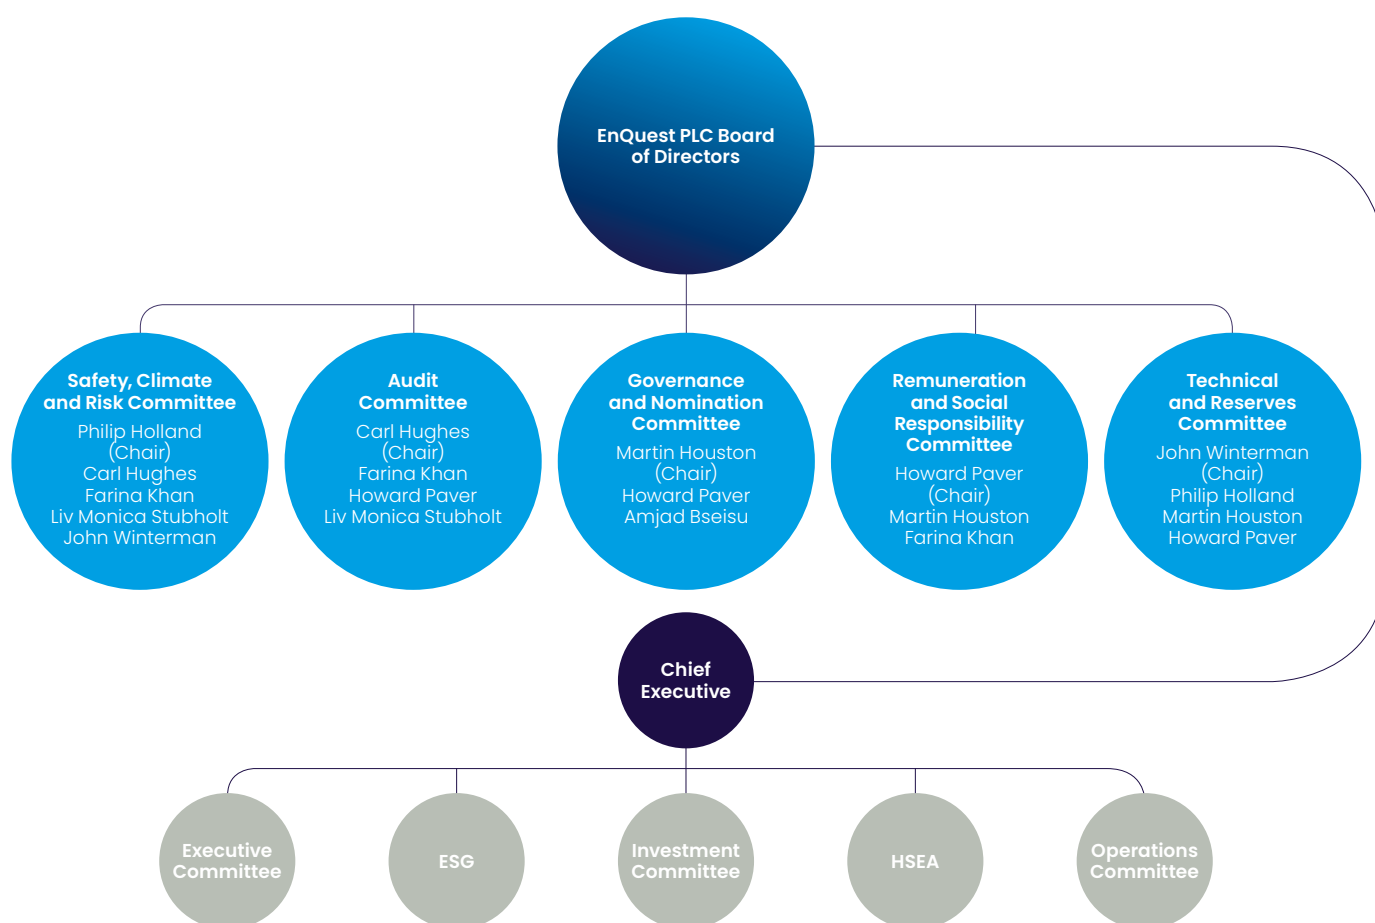 EnQuest PLC Board
of Directors
Safety, Climate
and Risk Committee
Philip Holland
(Chair)
Carl Hughes
Farina Khan
Liv Monica Stubholt
John Winterman
Audit
Committee
Carl Hughes
(Chair)
Farina Khan
Howard Paver
Liv Monica Stubholt
Governance
and Nomination
Committee
Martin Houston
(Chair)
Howard Paver
Amjad Bseisu
Remuneration
and Social
Responsibility
Committee
Howard Paver
(Chair)
Martin Houston
Farina Khan
Technical
and Reserves
Committee
John Winterman
(Chair)
Philip Holland
Martin Houston
Howard Paver
Chief
Executive
Executive
Committee
ESG
Investment
Committee
HSEA
Operations
Committee